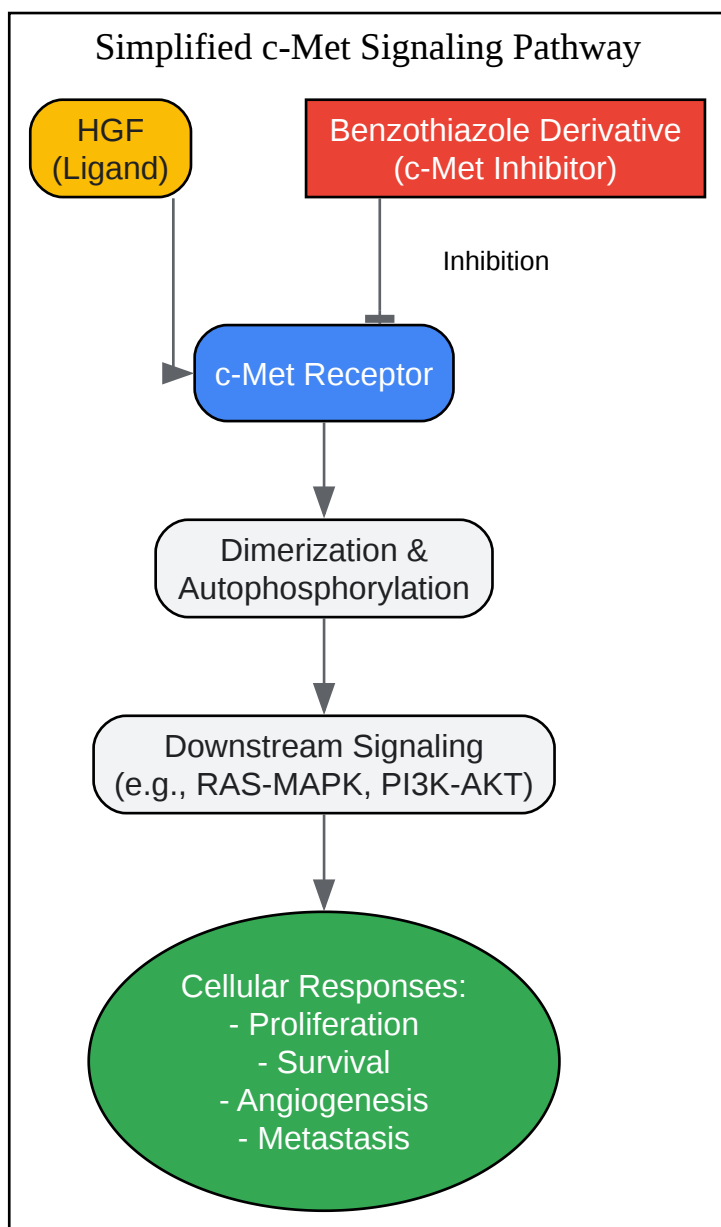 Simplified c-Met Signaling Pathway
HGF
(Ligand)
Benzothiazole Derivative
(c-Met Inhibitor)
Inhibition
c-Met Receptor
Dimerization &
Autophosphorylation
Downstream Signaling
(e.g., RAS-MAPK, PI3K-AKT)
Cellular Responses:
- Proliferation
- Survival
- Angiogenesis
- Metastasis